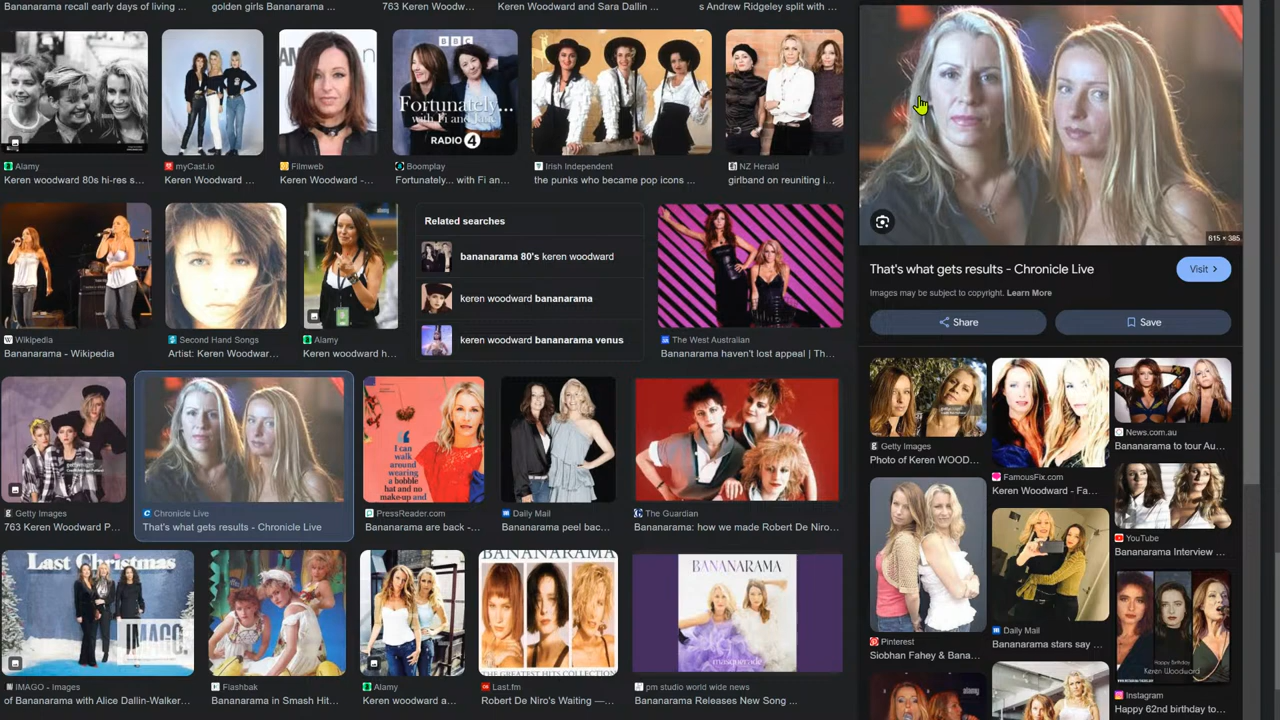 Bananarama recall early days of living ...
golden girls Bananarama ...
763 Keren Woodw...
Keren Woodward and Sara Dallin ...
s Andrew Ridgeley split with ...
BBC
Fortunately...
with Fi and Jane
RADIO 4
Alamy
Keren woodward 80s hi-res s...
myCast.io
Keren Woodward ...
Filmweb
Keren Woodward -...
Boomplay
Fortunately... with Fi an...
Irish Independent
the punks who became pop icons ...
NZ Herald
girlband on reuniting i...
Related searches
bananarama 80's keren woodward
keren woodward bananarama
keren woodward bananarama venus
Wikipedia
Bananarama - Wikipedia
Second Hand Songs
Artist: Keren Woodwar...
alamy
Alamy
Keren woodward h...
The West Australian
Bananarama haven't lost appeal | Th...
I can
walk
around
wearing
a bobble
hat and no
make-up and
Getty Images
763 Keren Woodward P...
Chronicle Live
That's what gets results - Chronicle Live
PressReader.com
Bananarama are back -...
Daily Mail
Bananarama peel bac...
The Guardian
Bananarama: how we made Robert De Niro...
Last Christmas
IMAGO
BANANARAMA
THE GREATEST HITS COLLECTION
BANANARAMA
masquerade
IMAGO - Images
of Bananarama with Alice Dallin-Walker...
Flashbak
Bananarama in Smash Hit...
Alamy
Keren woodward a...
Last.fm
Robert De Niro's Waiting —...
pm studio world wide news
Bananarama Releases New Song ...
615 × 385
That's what gets results - Chronicle Live
Visit >
Images may be subject to copyright. Learn More
Share
Save
Getty Images
Photo of Keren WOOD...
FamousFix.com
Keren Woodward - Fa...
News.com.au
Bananarama to tour Au...
YouTube
Bananarama Interview ...
Pinterest
Siobhan Fahey & Bana...
Daily Mail
Bananarama stars say ...
Happy Birthday
Keren Woodward
Instagram
Happy 62nd birthday to...
alamy